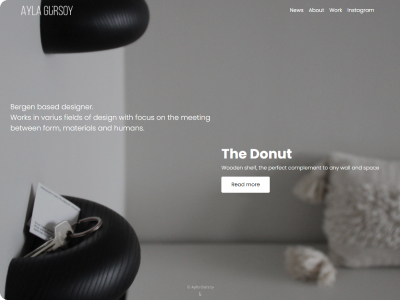 AYLA GURSOY
News About Work Instagram
Bergen based designer.
Works in varius fields of design with focus on the meeting
between form, materials and humans.
The Donut
Wooden shelf, the perfect complement to any wall and space
Read more